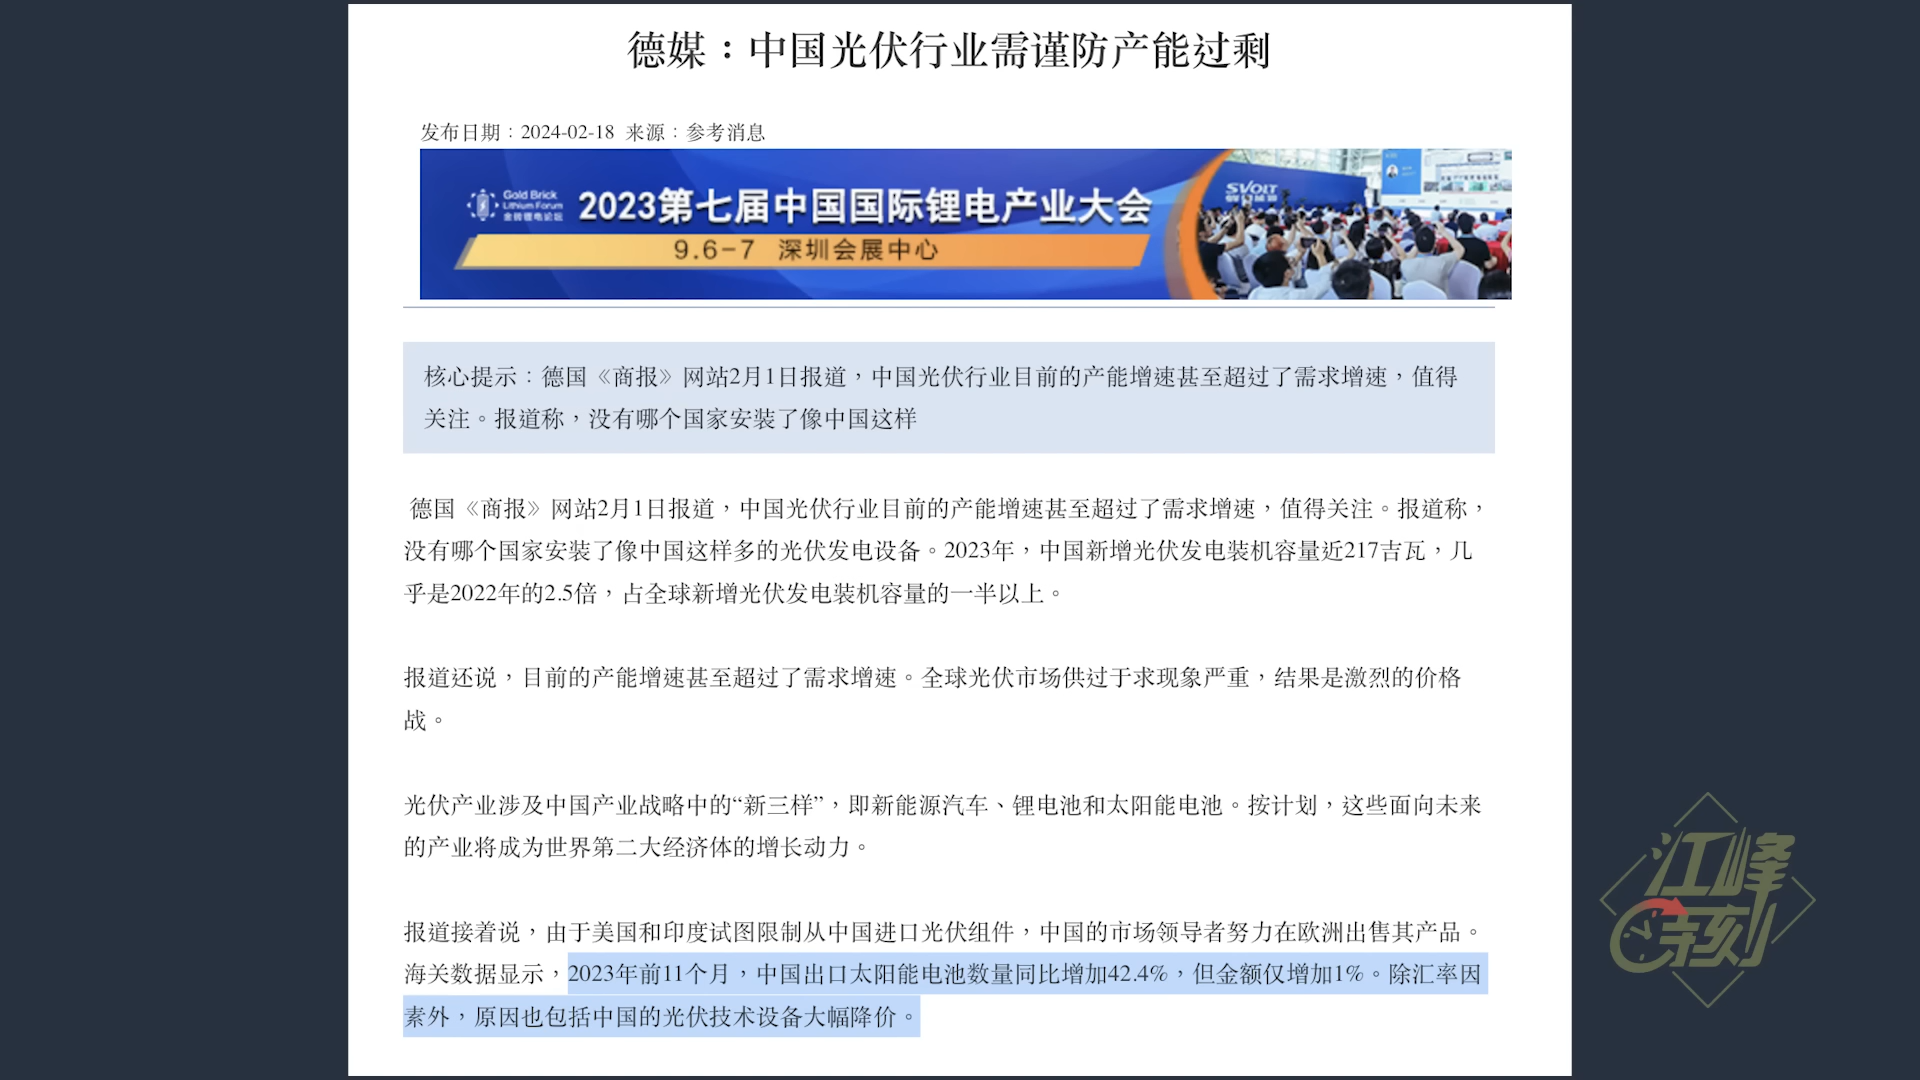 德媒：中国光伏行业需谨防产能过剩
发布日期：2024-02-18 来源：参考消息
Gold Brick
Lithium Forum
金砖锂电论坛
2023第七届中国国际锂电产业大会
9.6-7 深圳会展中心
SVOLT
核心提示：德国《商报》网站2月1日报道，中国光伏行业目前的产能增速甚至超过了需求增速，值得
关注。报道称，没有哪个国家安装了像中国这样
德国《商报》网站2月1日报道，中国光伏行业目前的产能增速甚至超过了需求增速，值得关注。报道称，
没有哪个国家安装了像中国这样多的光伏发电设备。2023年，中国新增光伏发电装机容量近217吉瓦，几
乎是2022年的2.5倍，占全球新增光伏发电装机容量的一半以上。
报道还说，目前的产能增速甚至超过了需求增速。全球光伏市场供过于求现象严重，结果是激烈的价格
战。
光伏产业涉及中国产业战略中的“新三样”，即新能源汽车、锂电池和太阳能电池。按计划，这些面向未来
的产业将成为世界第二大经济体的增长动力。
报道接着说，由于美国和印度试图限制从中国进口光伏组件，中国的市场领导者努力在欧洲出售其产品。
海关数据显示，2023年前11个月，中国出口太阳能电池数量同比增加42.4%，但金额仅增加1%。除汇率因
素外，原因也包括中国的光伏技术设备大幅降价。
江峰
时刻